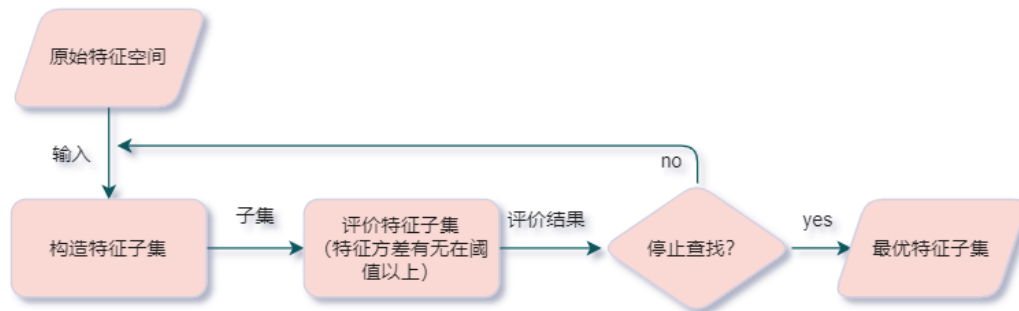 原始特征空间
输入
no
构造特征子集
子集
评价特征子集
（特征方差有无在阈
值以上）
评价结果
停止查找？
yes
最优特征子集